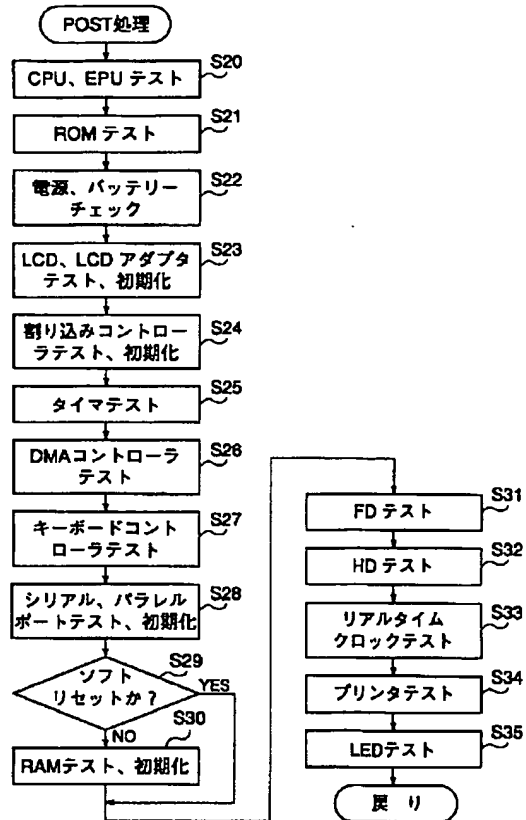 POST処理
S20
CPU、EPU テスト
S21
ROM テスト
S22
電源、バッテリー
チェック
S23
LCD、LCD アダプタ
テスト、初期化
S24
割り込みコントロー
ラテスト、初期化
S25
タイマテスト
S26
DMAコントローラ
テスト
S27
キーボードコント
ローラテスト
S28
シリアル、パラレル
ポートテスト、初期化
S29
ソフト
リセットか?
YES
NO
S30
RAMテスト、初期化
S31
FD テスト
S32
HD テスト
S33
リアルタイム
クロックテスト
S34
プリンタテスト
S35
LEDテスト
戻 り